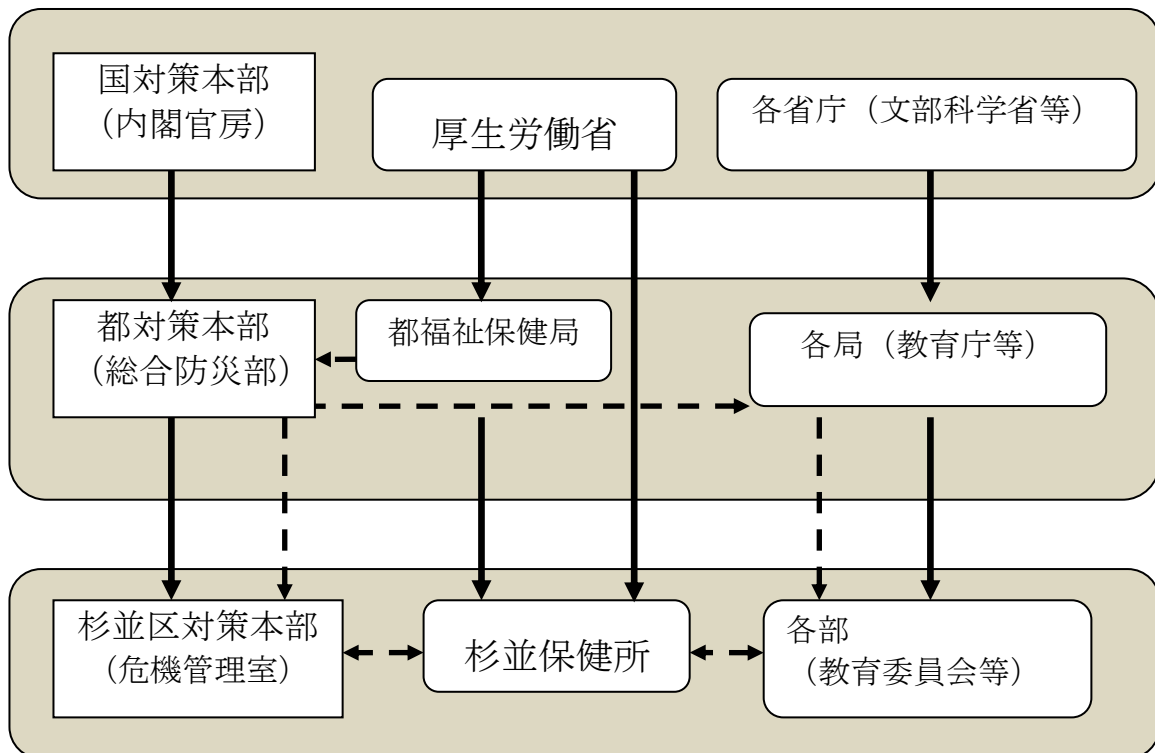 国対策本部
（内閣官房）
厚生労働省
各省庁（文部科学省等）
都対策本部
（総合防災部）
都福祉保健局
各局（教育庁等）
杉並区対策本部
（危機管理室）
杉並保健所
各部
（教育委員会等）